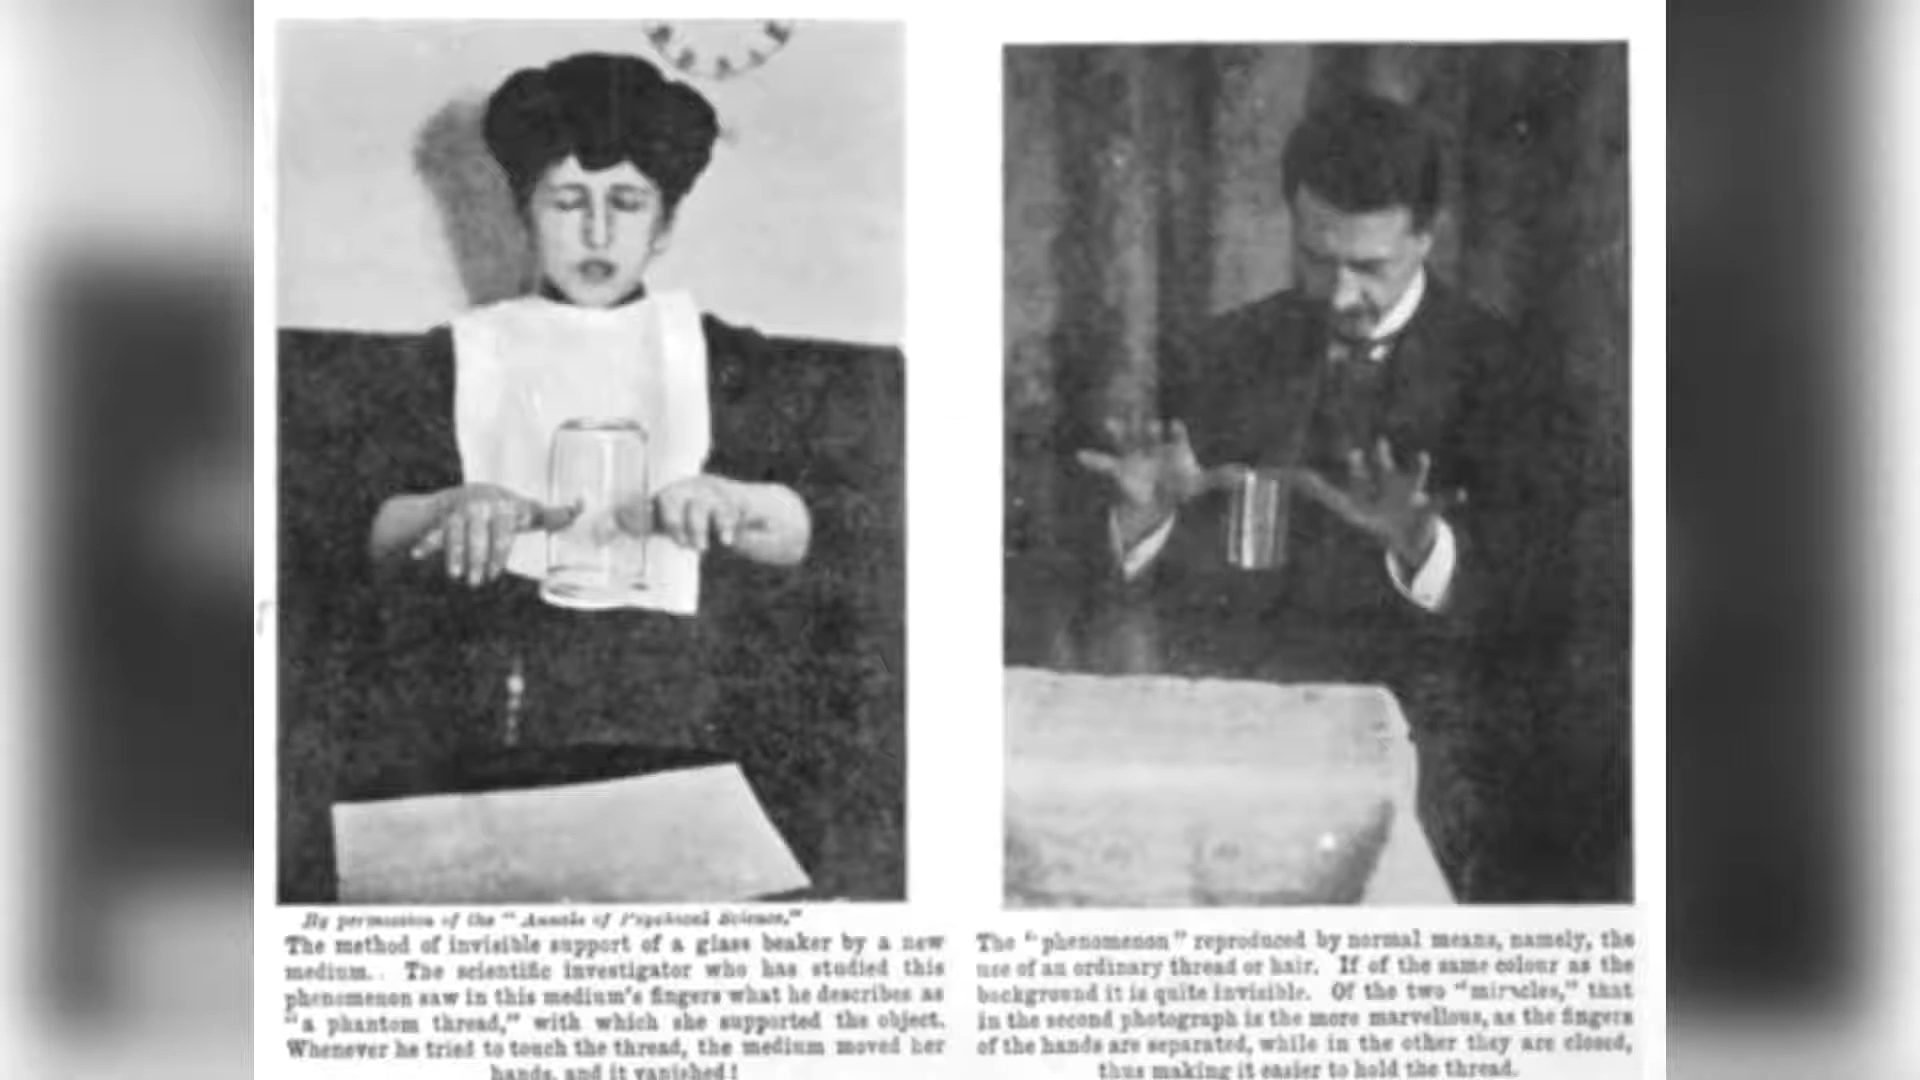 By permission of the "Annals of Psychical Science."
The method of invisible support of a glass beaker by a new
medium. The scientific investigator who has studied this
phenomenon saw in this medium's fingers what he describes as
"a phantom thread," with which she supported the object.
Whenever he tried to touch the thread, the medium moved her
hands, and it vanished!
The "phenomenon" reproduced by normal means, namely, the
use of an ordinary thread or hair. If of the same colour as the
background it is quite invisible. Of the two "miracles," that
in the second photograph is the more marvellous, as the fingers
of the hands are separated, while in the other they are closed,
thus making it easier to hold the thread.